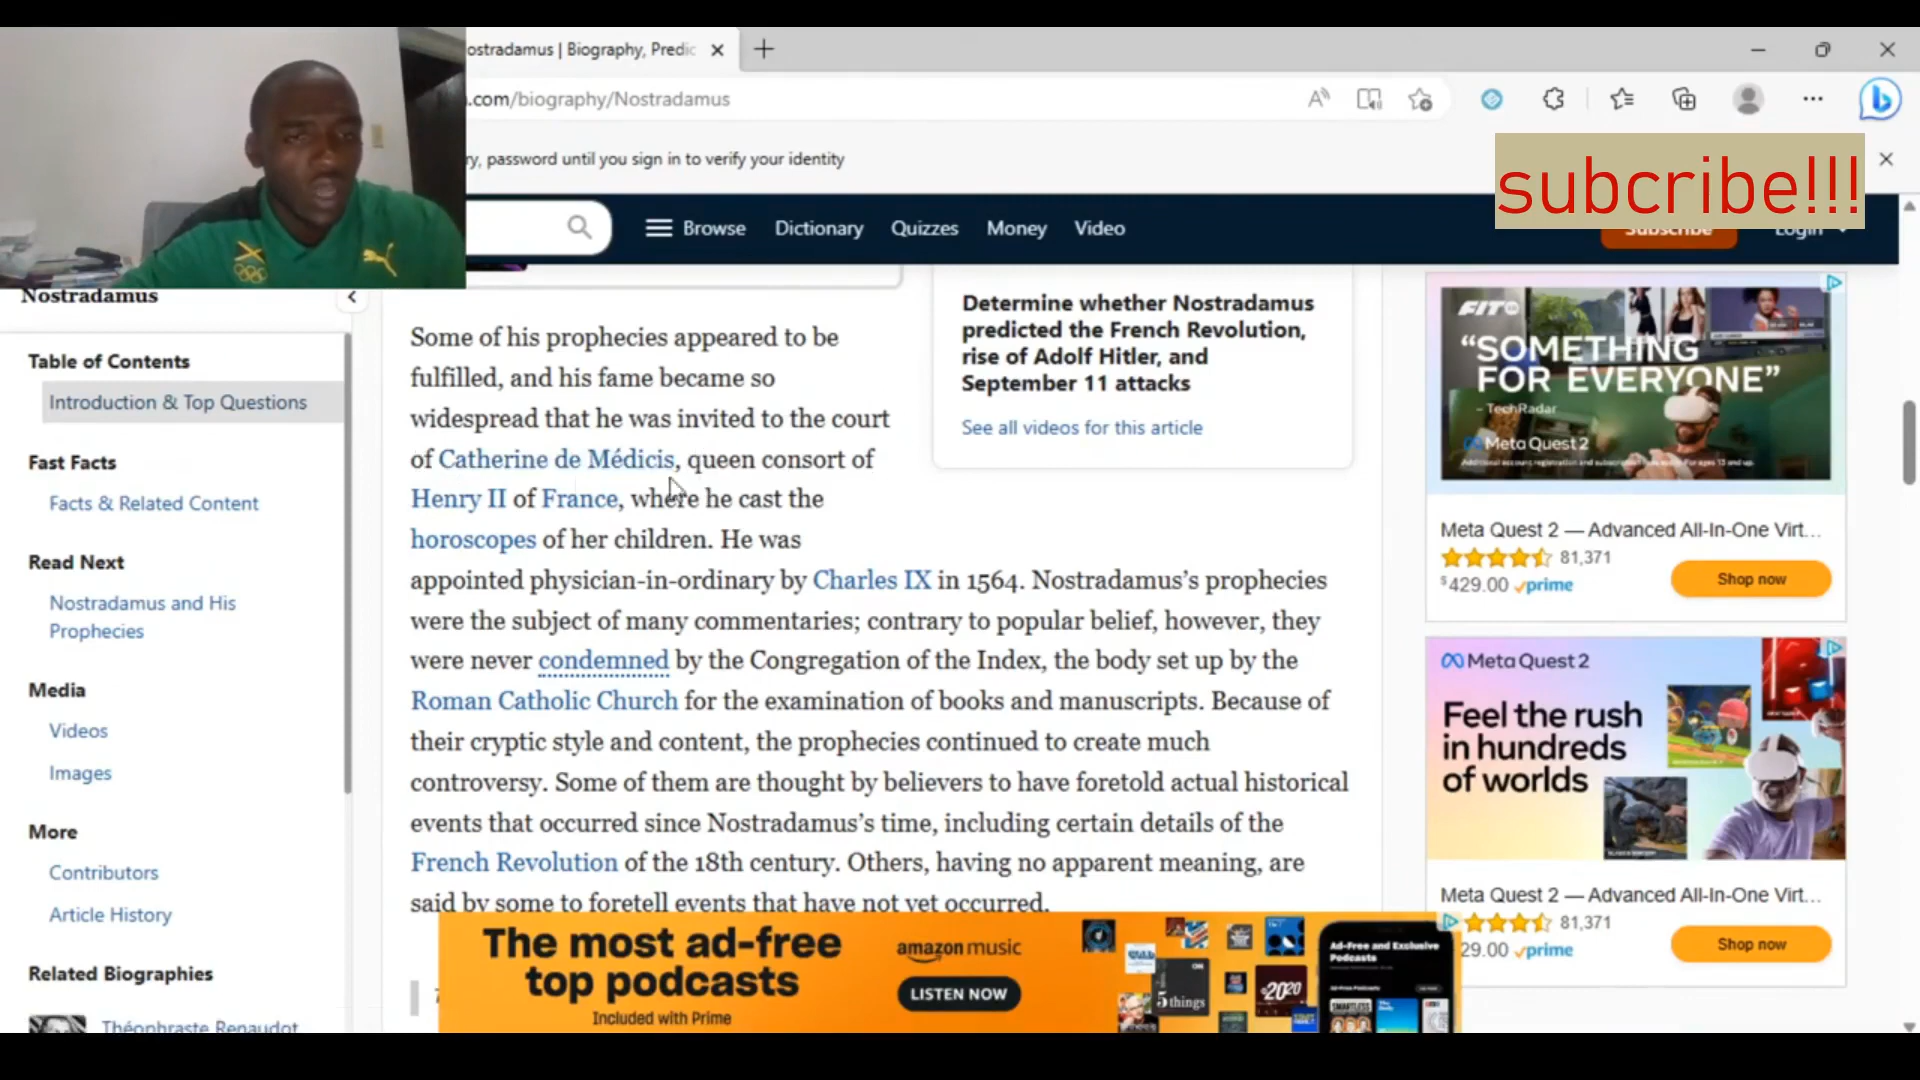 ostradamus | Biography, Predic
.com/biography/Nostradamus
ry, password until you sign in to verify your identity
subcribe!!!
Browse
Dictionary
Quizzes
Money
Video
Subscribe
Login
Nostradamus
Table of Contents
Introduction & Top Questions
Fast Facts
Facts & Related Content
Read Next
Nostradamus and His
Prophecies
Media
Videos
Images
More
Contributors
Article History
Related Biographies
Théophraste Renaudot
Some of his prophecies appeared to be
fulfilled, and his fame became so
widespread that he was invited to the court
of Catherine de Médicis, queen consort of
Henry II of France, where he cast the
horoscopes of her children. He was
appointed physician-in-ordinary by Charles IX in 1564. Nostradamus's prophecies
were the subject of many commentaries; contrary to popular belief, however, they
were never condemned by the Congregation of the Index, the body set up by the
Roman Catholic Church for the examination of books and manuscripts. Because of
their cryptic style and content, the prophecies continued to create much
controversy. Some of them are thought by believers to have foretold actual historical
events that occurred since Nostradamus's time, including certain details of the
French Revolution of the 18th century. Others, having no apparent meaning, are
said by some to foretell events that have not yet occurred.
Determine whether Nostradamus
predicted the French Revolution,
rise of Adolf Hitler, and
September 11 attacks
See all videos for this article
FIT
"SOMETHING
FOR EVERYONE"
- TechRadar
Meta Quest 2
Meta Quest 2 — Advanced All-In-One Virt...
81,371
$429.00 prime
Shop now
Meta Quest 2
Feel the rush
in hundreds
of worlds
Meta Quest 2 — Advanced All-In-One Virt...
81,371
29.00 prime
Shop now
The most ad-free
top podcasts
Included with Prime
amazon music
LISTEN NOW
5 things
20/20
Ad-Free and Exclusive
Podcasts